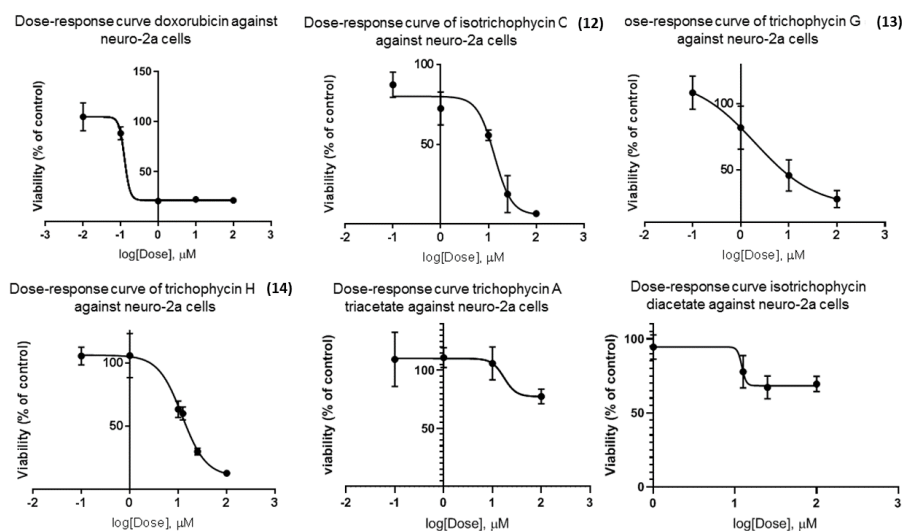 Dose-response curve doxorubicin against
neuro-2a cells
150
100
50
Viability (% of control)
-3 -2 -1 0 1 2 3
log[Dose], μM
Dose-response curve of isotrichophycin C (12)
against neuro-2a cells
100
50
Viability (% of control)
-2 -1 0 1 2 3
log[Dose], μM
ose-response curve of trichophycin G (13)
against neuro-2a cells
100
50
Viability (% of control)
-2 -1 0 1 2 3
log[Dose], μM
Dose-response curve of trichophycin H (14)
against neuro-2a cells
100
50
Viability (% of control)
-2 -1 0 1 2 3
log[Dose], μM
Dose-response curve trichophycin A
triacetate against neuro-2a cells
100
50
viability (% of control)
-2 -1 0 1 2 3
log[Dose], μM
Dose-response curve isotrichophycin
diacetate against neuro-2a cells
100
50
0
Viability (% of control)
0 1 2 3
log[Dose], μM